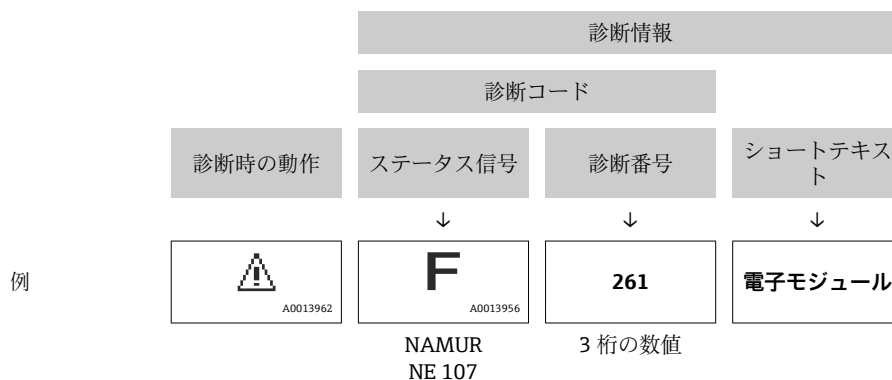 診断情報
診断コード
診断時の動作 ステータス信号 診断番号 ショートテキス
ト
↓ ↓ ↓
例 F 261 電子モジュール
A0013962 A0013956
NAMUR 3 桁の数値
NE 107